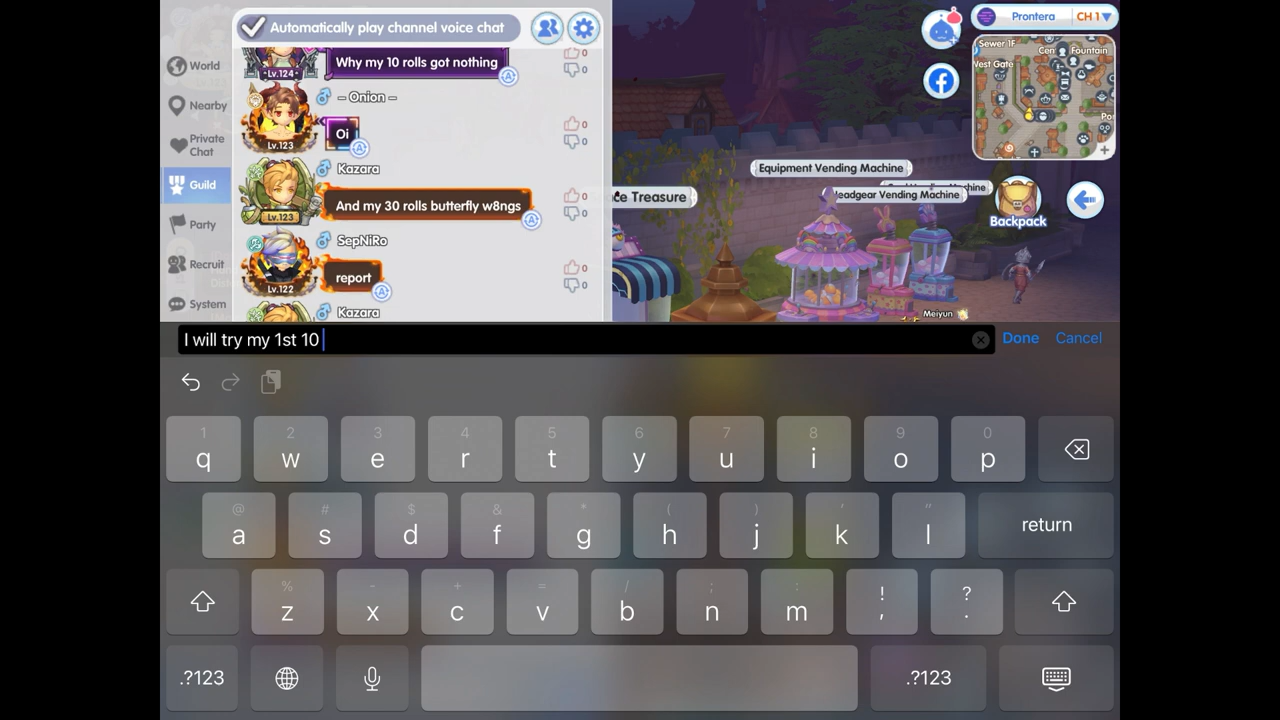 Automatically play channel voice chat
World
Nearby
Private
Chat
Guild
Party
Recruit
System
Lv.124
Why my 10 rolls got nothing
A
0
0
Lv.123
– Onion –
Oi
A
0
0
Lv.123
Kazara
And my 30 rolls butterfly w8ngs
A
0
0
Lv.122
SepNiRo
report
A
0
0
Kazara
Prontera
CH 1
Sewer 1F
Fountain
West Gate
Equipment Vending Machine
Treasure
Headgear Vending Machine
Backpack
Meiyun
I will try my 1st 10
Done
Cancel
1 2 3 4 5 6 7 8 9 0
q w e r t y u i o p
@ # $ & * ( ) ' "
a s d f g h j k l
return
% - + = / ; :
z x c v b n m ! , ? .
.?123
.?123